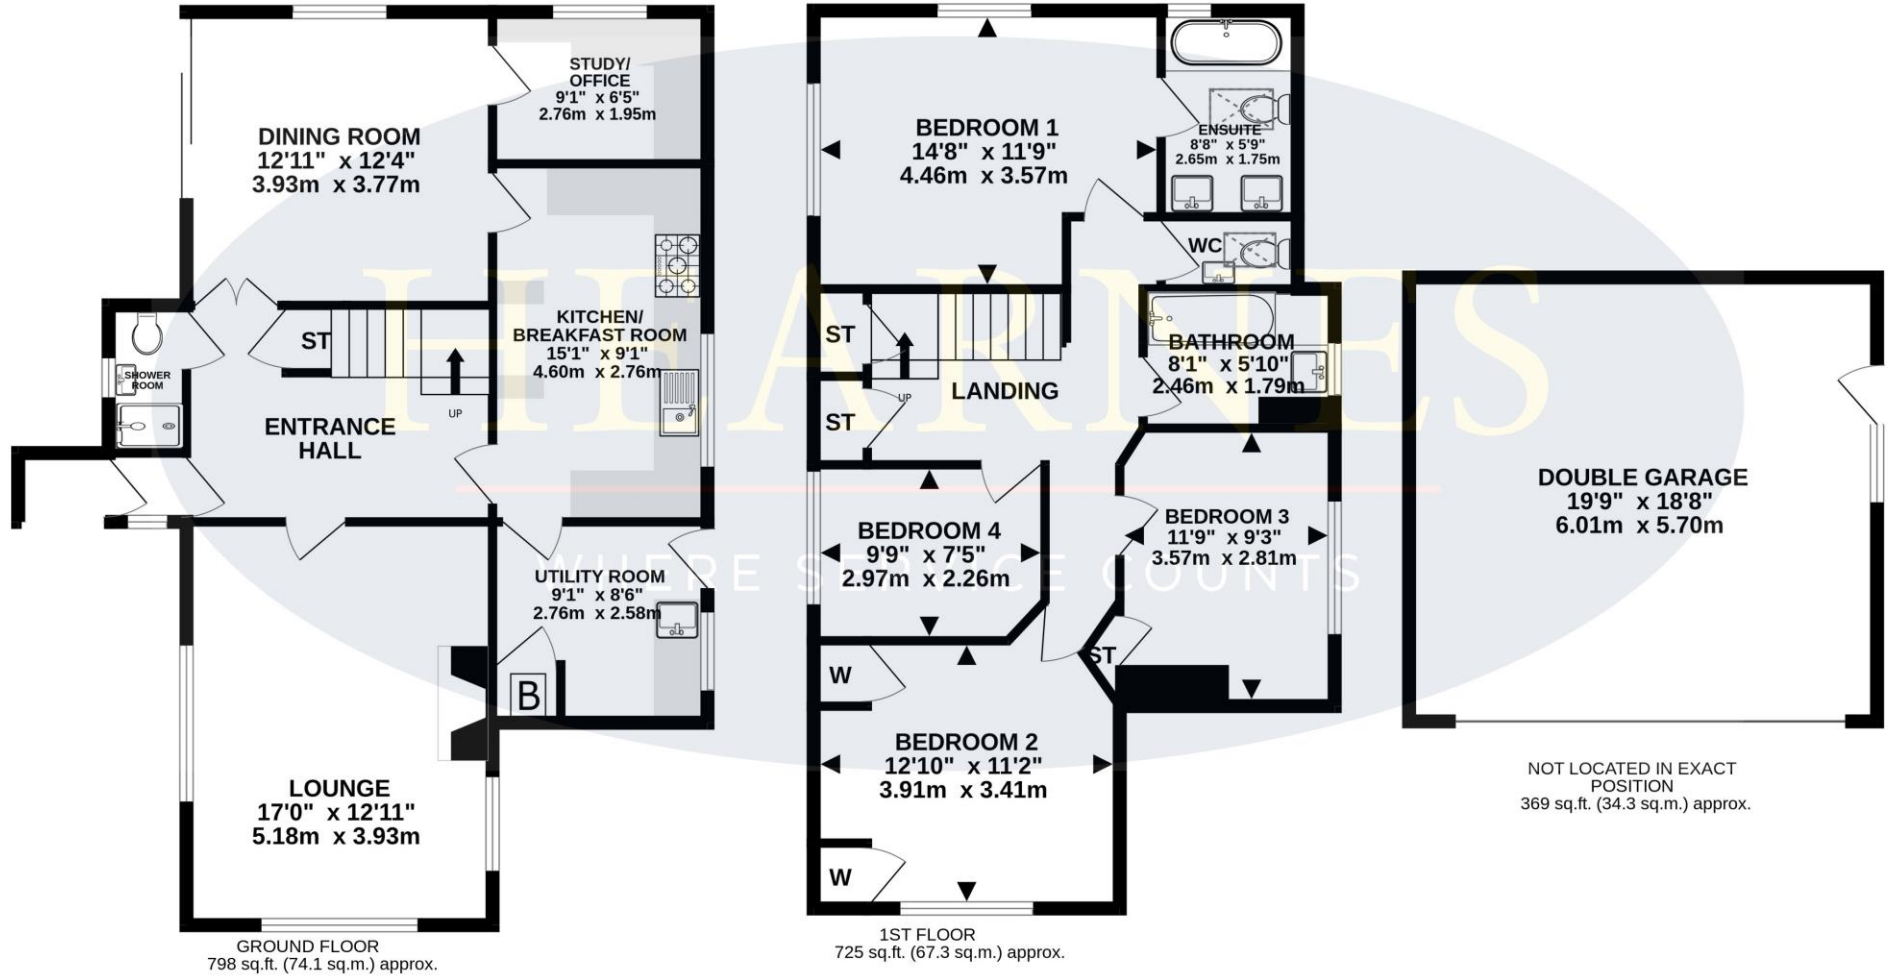 STUDY/
OFFICE
9'1" x 6'5"
2.76m x 1.95m
DINING ROOM
12'11" x 12'4"
3.93m x 3.77m
KITCHEN/
BREAKFAST ROOM
15'1" x 9'1"
4.60m x 2.76m
ST
SHOWER
ROOM
UP
ENTRANCE
HALL
UTILITY ROOM
9'1" x 8'6"
2.76m x 2.58m
B
LOUNGE
17'0" x 12'11"
5.18m x 3.93m
GROUND FLOOR
798 sq.ft. (74.1 sq.m.) approx.
BEDROOM 1
14'8" x 11'9"
4.46m x 3.57m
ENSUITE
8'8" x 5'9"
2.65m x 1.75m
WC
ST
BATHROOM
8'1" x 5'10"
2.46m x 1.79m
LANDING
UP
ST
BEDROOM 4
9'9" x 7'5"
2.97m x 2.26m
BEDROOM 3
11'9" x 9'3"
3.57m x 2.81m
ST
W
BEDROOM 2
12'10" x 11'2"
3.91m x 3.41m
W
1ST FLOOR
725 sq.ft. (67.3 sq.m.) approx.
DOUBLE GARAGE
19'9" x 18'8"
6.01m x 5.70m
NOT LOCATED IN EXACT
POSITION
369 sq.ft. (34.3 sq.m.) approx.
HEARNES
WHERE SERVICE COUNTS